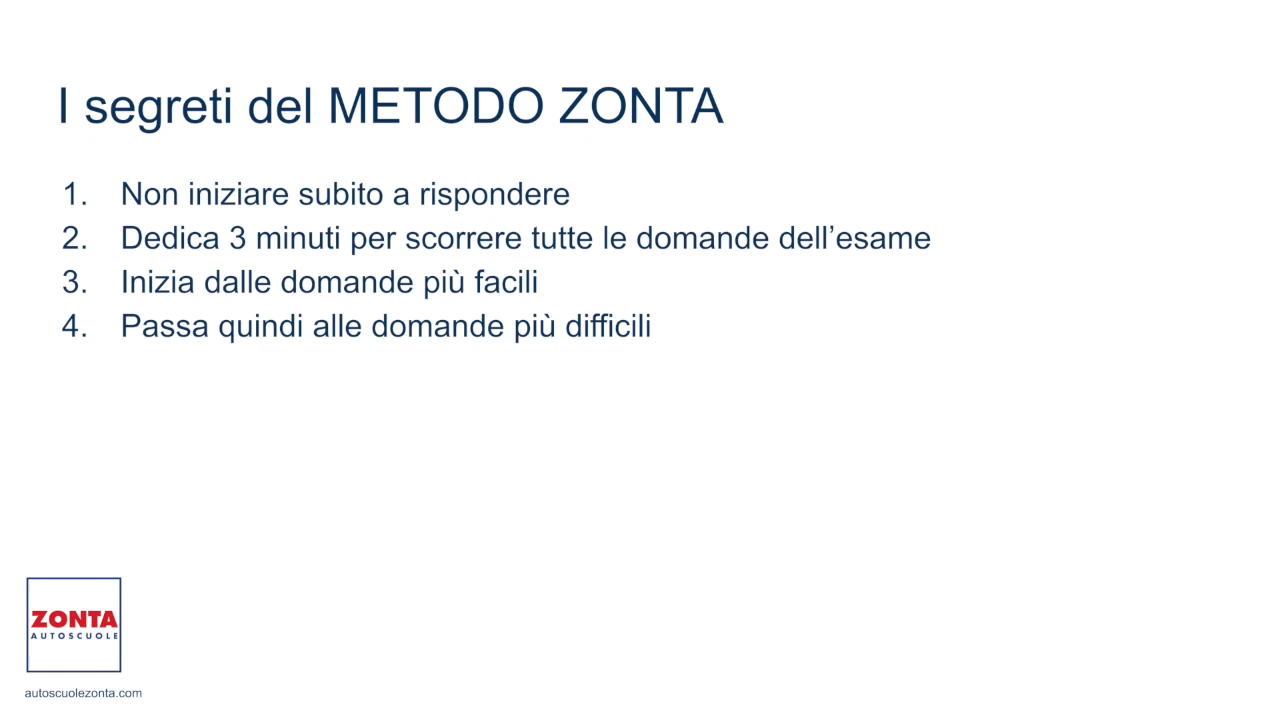 I segreti del METODO ZONTA
1. Non iniziare subito a rispondere
2. Dedica 3 minuti per scorrere tutte le domande dell’esame
3. Inizia dalle domande più facili
4. Passa quindi alle domande più difficili
ZONTA
AUTOSCUOLE
autoscuolezonta.com